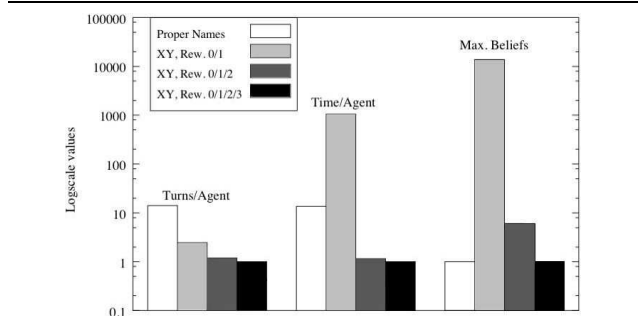 100000
10000
1000
100
10
1
0.1
Logscale values
Proper Names
XY, Rew. 0/1
XY, Rew. 0/1/2
XY, Rew. 0/1/2/3
Turns/Agent
Time/Agent
Max. Beliefs